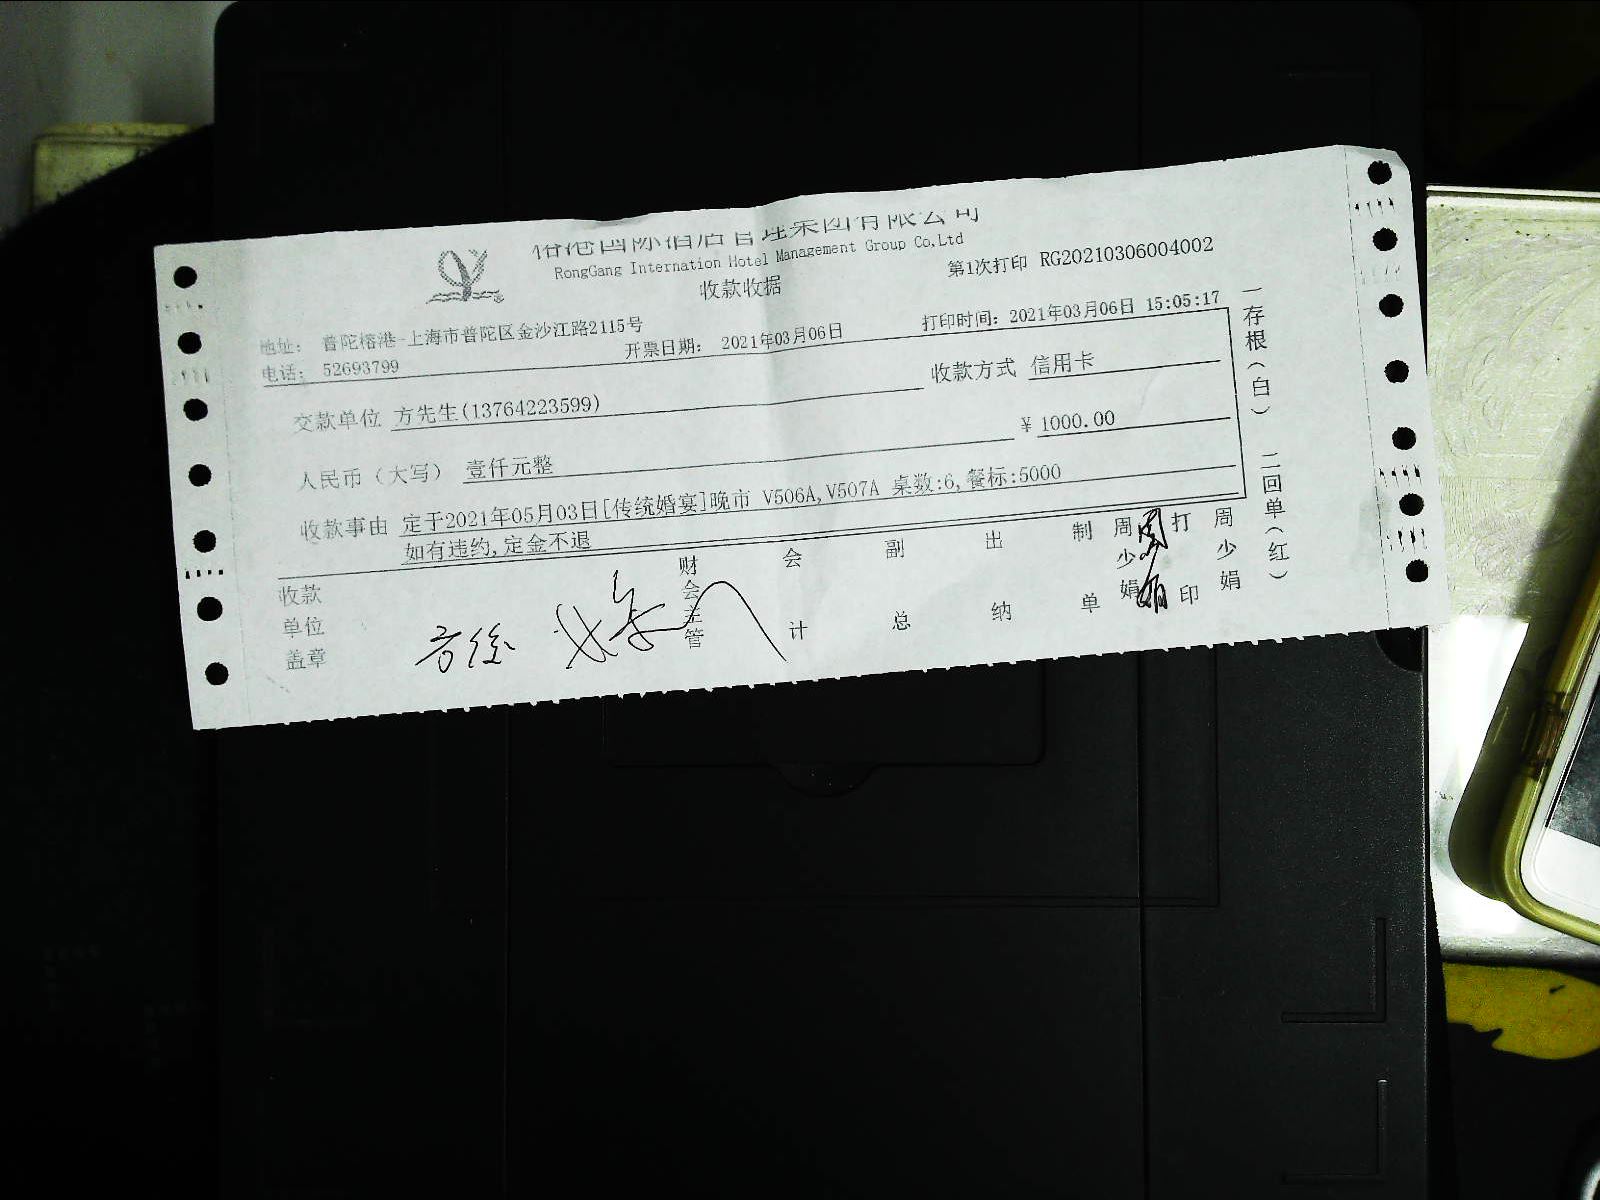 榕港国际酒店管理集团有限公司
RongGang Internation Hotel Management Group Co,Ltd
收款收据
第1次打印 RG20210306004002
地址： 普陀榕港-上海市普陀区金沙江路2115号
电话： 52693799
开票日期： 2021年03月06日
打印时间： 2021年03月06日 15:05:17
交款单位 方先生(13764223599)
收款方式 信用卡
人民币（大写） 壹仟元整
¥ 1000.00
收款事由 定于2021年05月03日[传统婚宴]晚市 V506A,V507A 桌数:6,餐标:5000
如有违约,定金不退
收款单位盖章
财会主管
会计
副总
出纳
制单
周少娟
周少娟
打印
周少娟
一存根（白）
二回单（红）